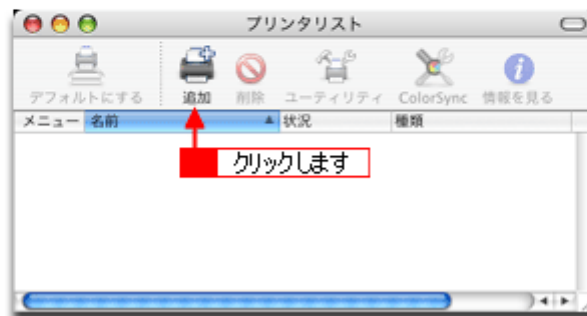 プリンタリスト
デフォルトにする 追加 削除 ユーティリティ ColorSync 情報を見る
メニュー 名前 状況 種類
クリックします